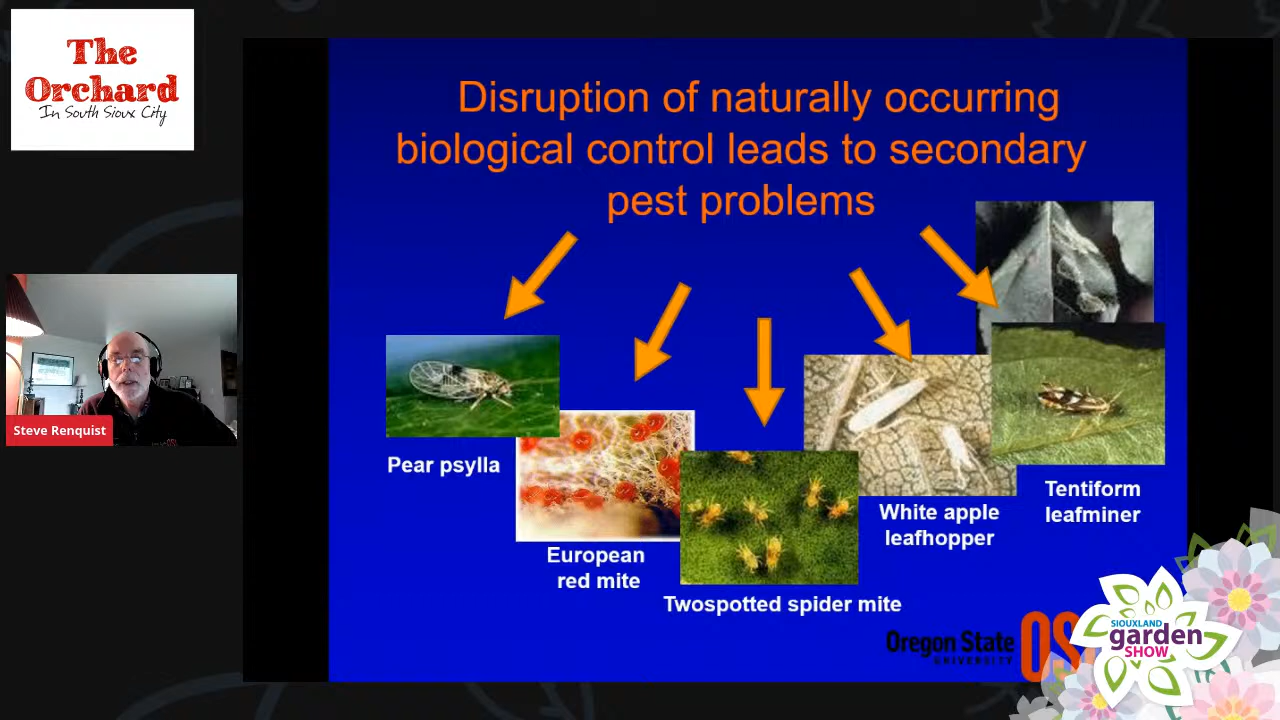 The
Orchard
In South Sioux City
Disruption of naturally occurring
biological control leads to secondary
pest problems
Steve Renquist
Pear psylla
European
red mite
Twospotted spider mite
White apple
leafhopper
Tentiform
leafminer
Oregon State
UNIVERSITY
OS
SIOUXLAND
garden
SHOW